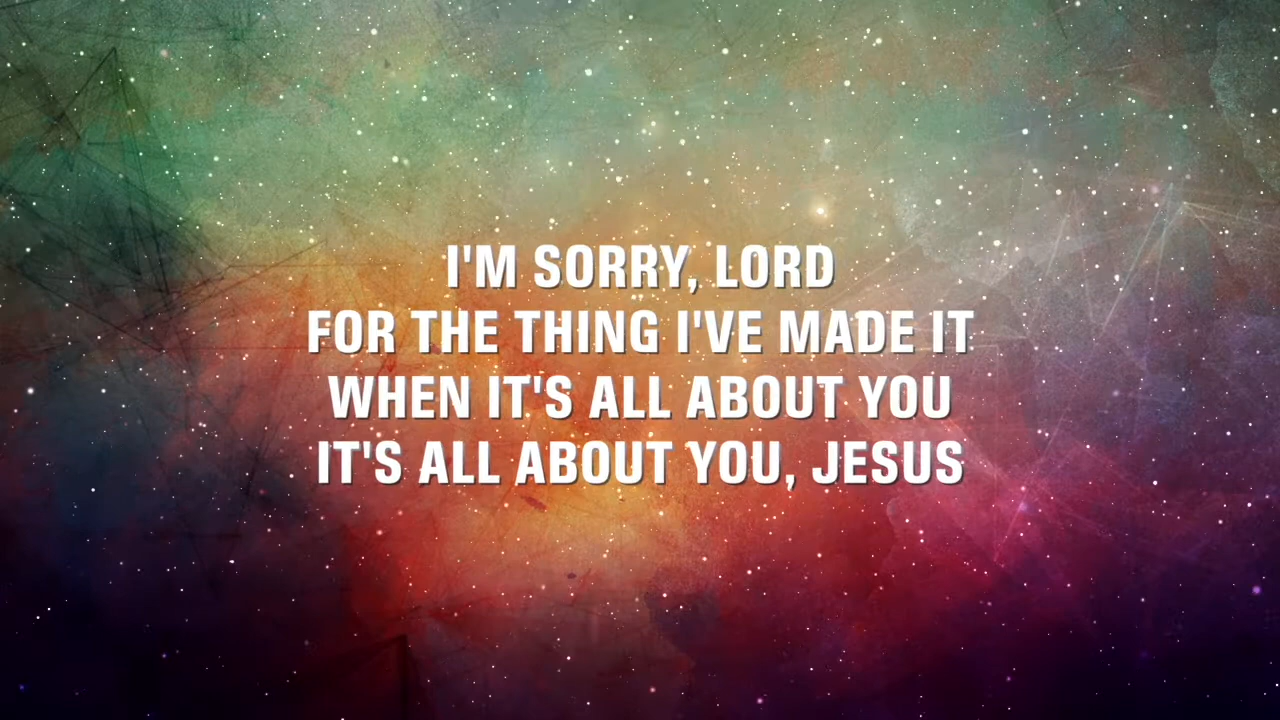 I'M SORRY, LORD
FOR THE THING I'VE MADE IT
WHEN IT'S ALL ABOUT YOU
IT'S ALL ABOUT YOU, JESUS